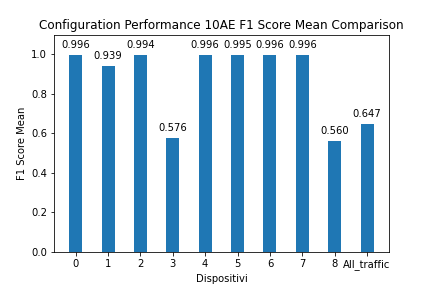 Configuration Performance 10AE F1 Score Mean Comparison
0.996 0.939 0.994 0.576 0.996 0.995 0.996 0.996 0.560 0.647
F1 Score Mean
1.0
0.8
0.6
0.4
0.2
0.0
0 1 2 3 4 5 6 7 8 All_traffic
Dispositivi